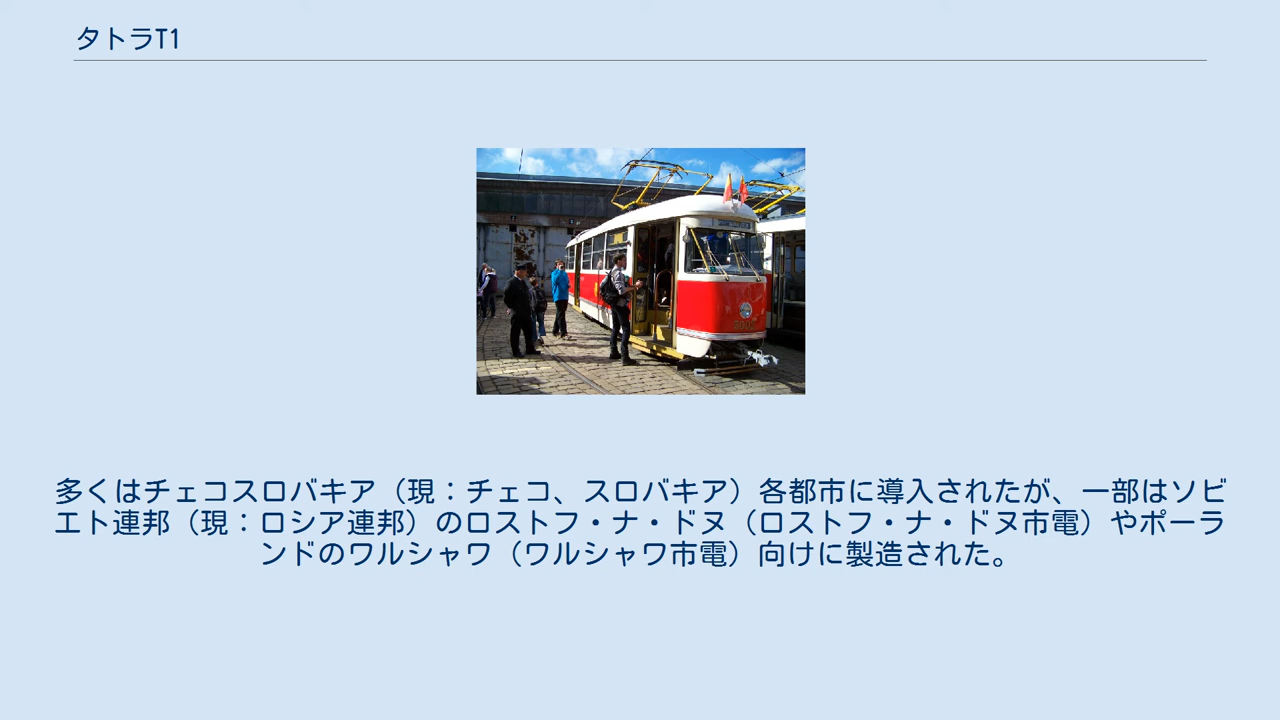 タトラT1
多くはチェコスロバキア（現：チェコ、スロバキア）各都市に導入されたが、一部はソビ
エト連邦（現：ロシア連邦）のロストフ・ナ・ドヌ（ロストフ・ナ・ドヌ市電）やポーラ
ンドのワルシャワ（ワルシャワ市電）向けに製造された。